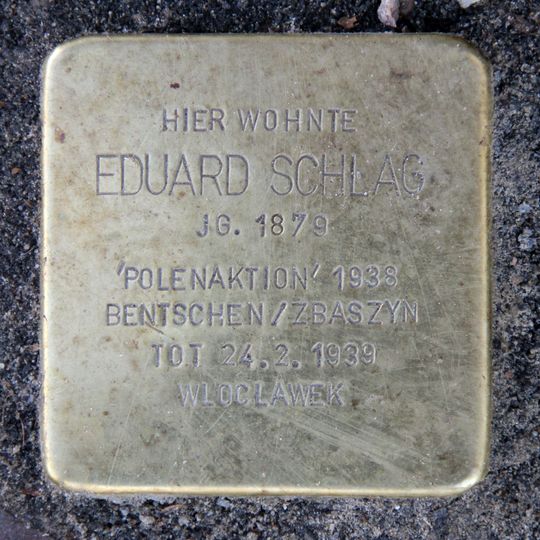 HIER WOHNTE
EDUARD SCHLAG
JG. 1879
'POLENAKTION' 1938
BENTSCHEN/ZBASZYN
TOT 24.2.1939
WLOCLAWEK